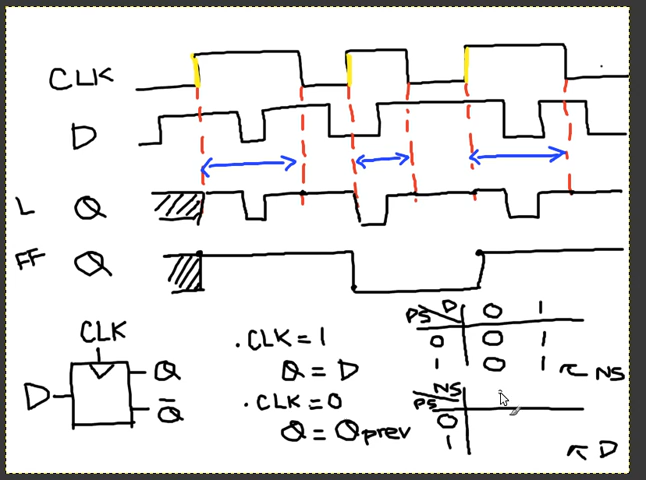 CLK
D
L Q
FF Q
CLK
D Q
Q̅
.CLK = 1
Q = D
.CLK = 0
Q = Qprev
PS D 0 1
0 0 1
1 0 1
↖ NS
PS NS
0
1
↖ D